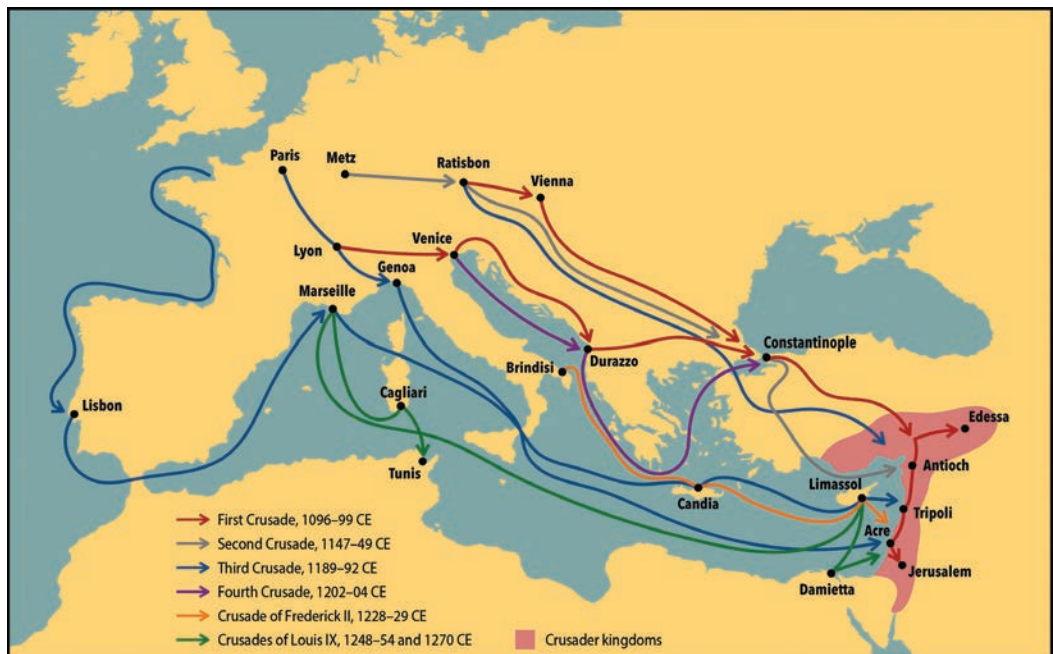 Paris
Metz
Ratisbon
Vienna
Lyon
Venice
Genoa
Marseille
Constantinople
Durazzo
Brindisi
Cagliari
Lisbon
Edessa
Tunis
Antioch
Limassol
Candia
Tripoli
Acre
Jerusalem
Damietta
First Crusade, 1096–99 CE
Second Crusade, 1147–49 CE
Third Crusade, 1189–92 CE
Fourth Crusade, 1202–04 CE
Crusade of Frederick II, 1228–29 CE
Crusades of Louis IX, 1248–54 and 1270 CE
Crusader kingdoms